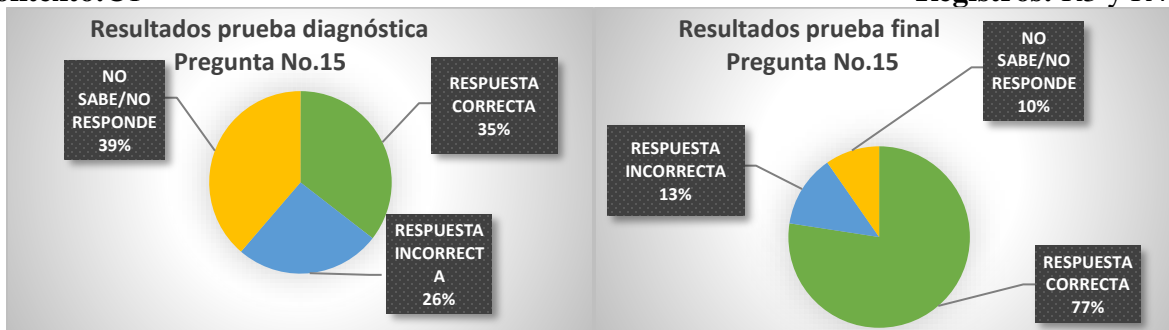 Resultados prueba diagnóstica
Pregunta No.15
NO
SABE/NO
RESPONDE
39%
RESPUESTA
CORRECTA
35%
RESPUESTA
INCORRECT
A
26%
Resultados prueba final
Pregunta No.15
NO
SABE/NO
RESPONDE
10%
RESPUESTA
INCORRECTA
13%
RESPUESTA
CORRECTA
77%